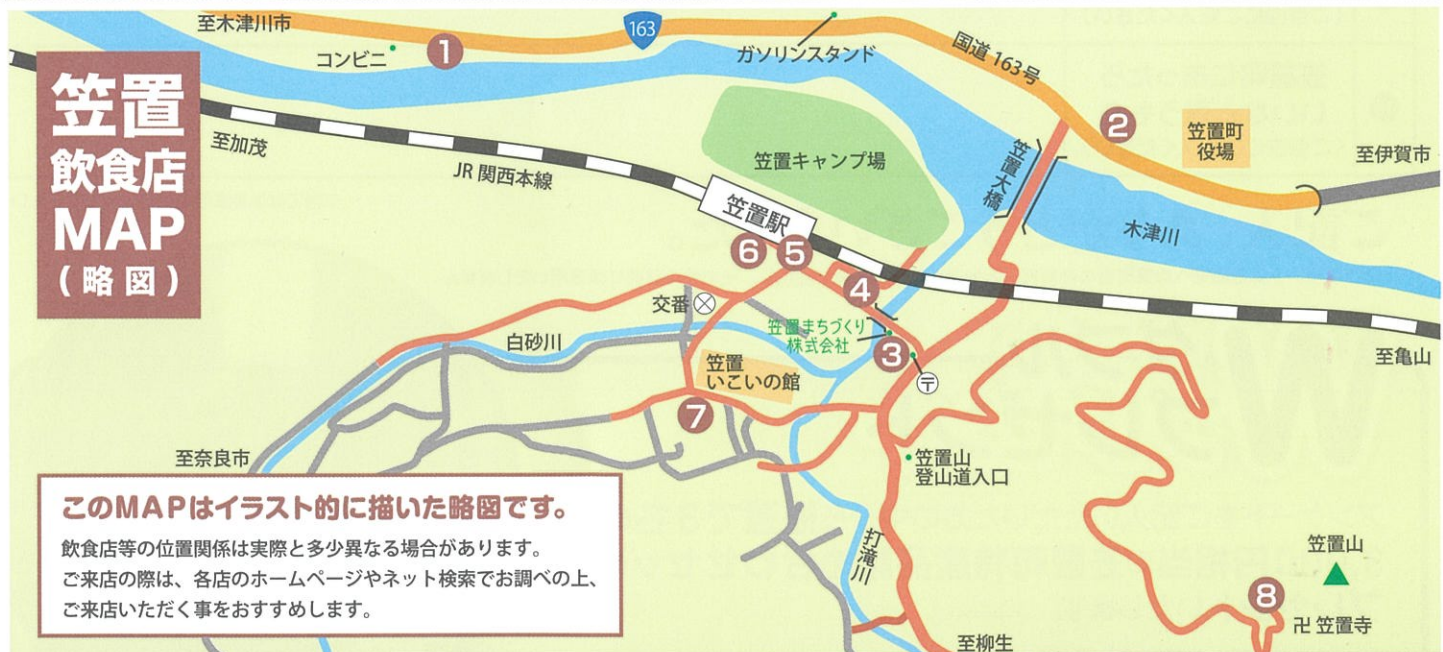 笠置
飲食店
MAP
(略図)
至木津川市
コンビニ
1
163
ガソリンスタンド
国道 163号
2
笠置町
役場
至伊賀市
至加茂
JR 関西本線
笠置キャンプ場
笠置大橋
木津川
笠置駅
6
5
4
交番
笠置まちづくり
株式会社
3
〒
至亀山
白砂川
笠置
いこいの館
7
至奈良市
笠置山
登山道入口
打滝川
笠置山
8
卍 笠置寺
至柳生
このMAPはイラスト的に描いた略図です。
飲食店等の位置関係は実際と多少異なる場合があります。
ご来店の際は、各店のホームページやネット検索でお調べの上、
ご来店いただく事をおすすめします。